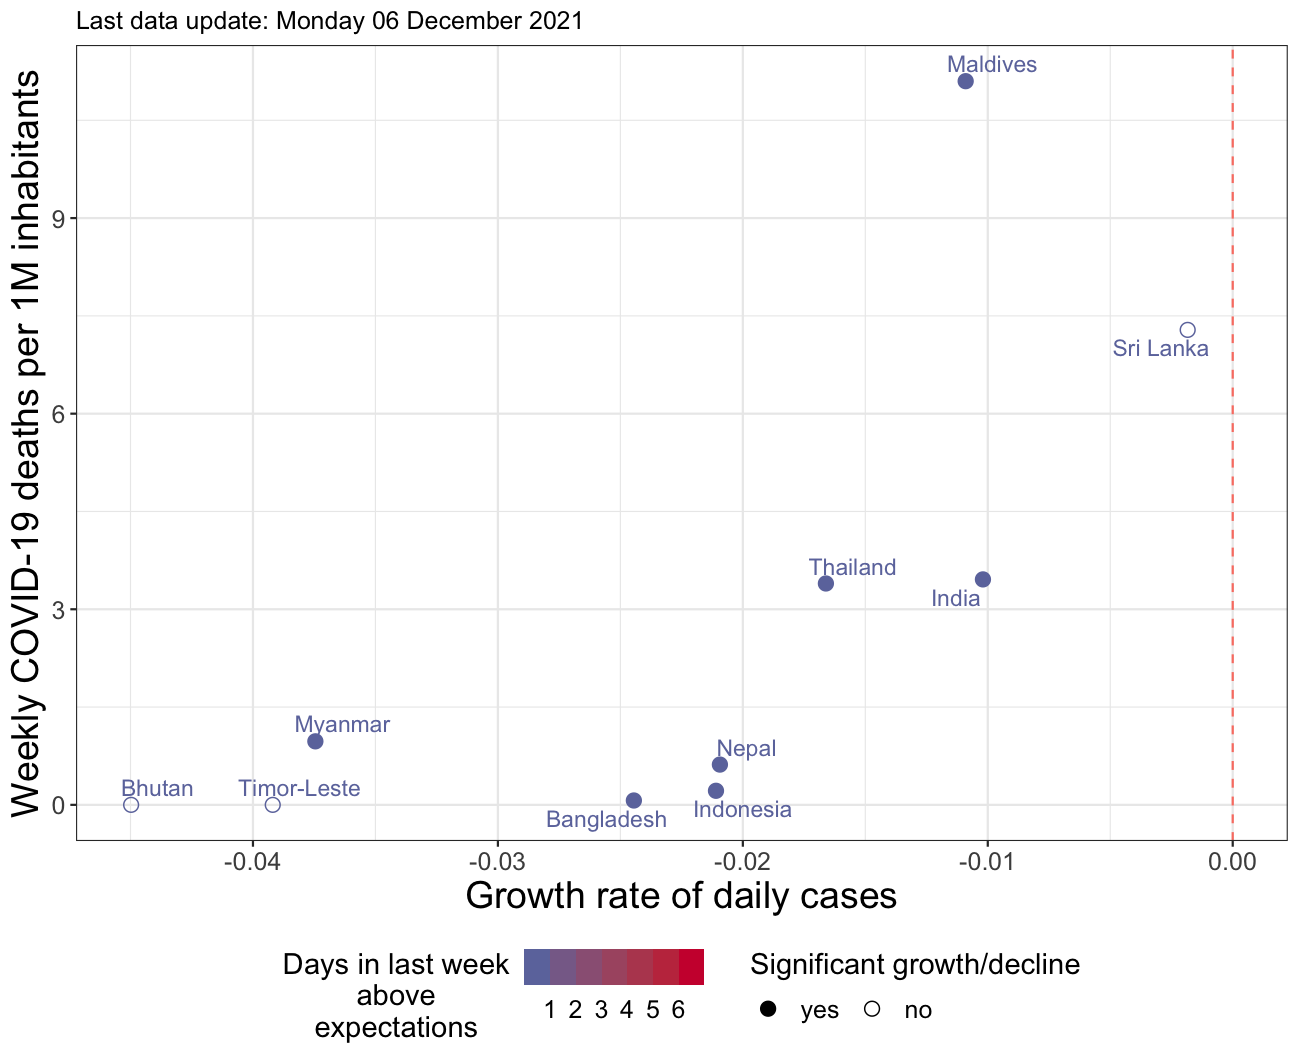 Last data update: Monday 06 December 2021
Weekly COVID-19 deaths per 1M inhabitants
Maldives
9
Sri Lanka
6
Thailand
India
3
Myanmar
Nepal
Bhutan
Timor-Leste
0
Indonesia
Bangladesh
-0.04 -0.03 -0.02 -0.01 0.00
Growth rate of daily cases
Days in last week
above
expectations
1 2 3 4 5 6
Significant growth/decline
yes no